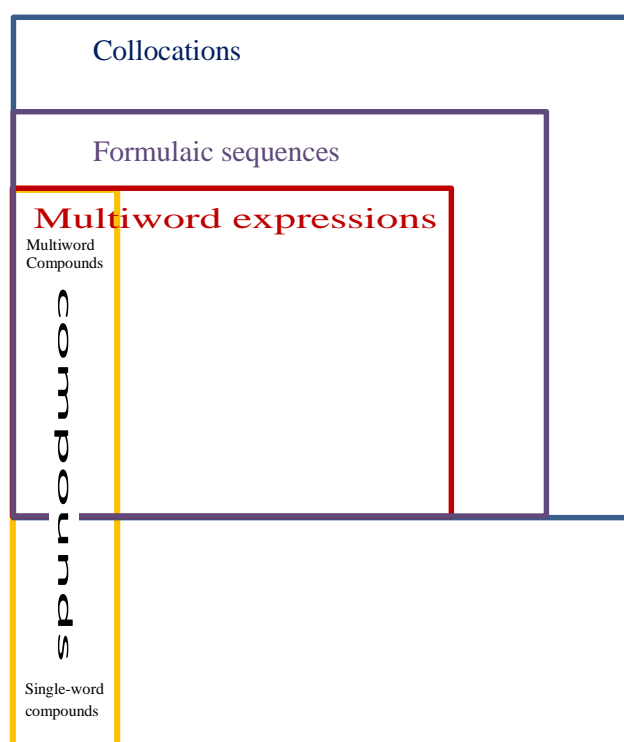 Collocations
Formulaic sequences
Multiword expressions
Multiword
Compounds
compounds
Single-word
compounds